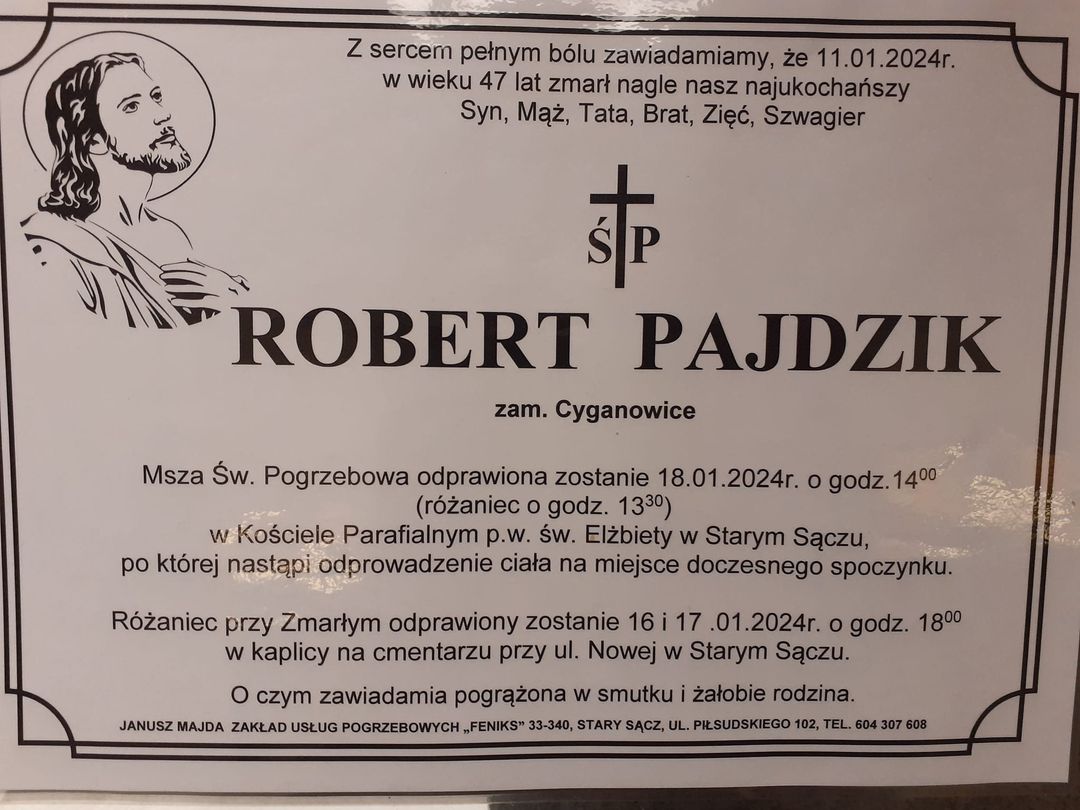 Z sercem pełnym bólu zawiadamiamy, że 11.01.2024r.
w wieku 47 lat zmarł nagle nasz najukochańszy
Syn, Mąż, Tata, Brat, Zięć, Szwagier
Ś P
ROBERT PAJDZIK
zam. Cyganowice
Msza Św. Pogrzebowa odprawiona zostanie 18.01.2024r. o godz.14⁰⁰
(różaniec o godz. 13³⁰)
w Kościele Parafialnym p.w. św. Elżbiety w Starym Sączu,
po której nastąpi odprowadzenie ciała na miejsce doczesnego spoczynku.
Różaniec przy Zmarłym odprawiony zostanie 16 i 17 .01.2024r. o godz. 18⁰⁰
w kaplicy na cmentarzu przy ul. Nowej w Starym Sączu.
O czym zawiadamia pogrążona w smutku i żałobie rodzina.
JANUSZ MAJDA ZAKŁAD USŁUG POGRZEBOWYCH „FENIKS” 33-340, STARY SĄCZ, UL. PIŁSUDSKIEGO 102, TEL. 604 307 608